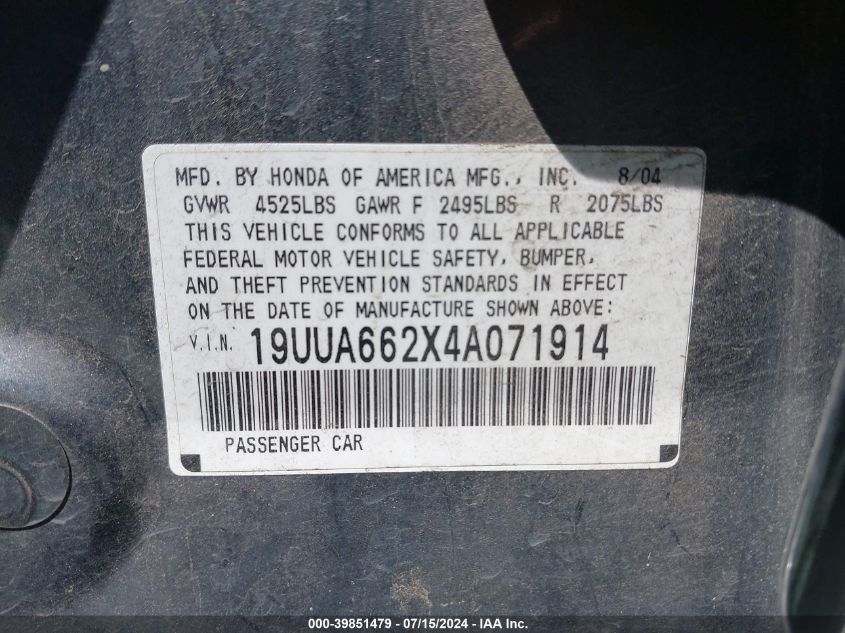 MFD. BY HONDA OF AMERICA MFG., INC. 8/04
GVWR 4525LBS GAWR F 2495LBS R 2075LBS
THIS VEHICLE CONFORMS TO ALL APPLICABLE
FEDERAL MOTOR VEHICLE SAFETY, BUMPER,
AND THEFT PREVENTION STANDARDS IN EFFECT
ON THE DATE OF MANUFACTURE SHOWN ABOVE:
V.I.N. 19UUA662X4A071914
PASSENGER CAR
000-39851479 - 07/15/2024 - IAA Inc.